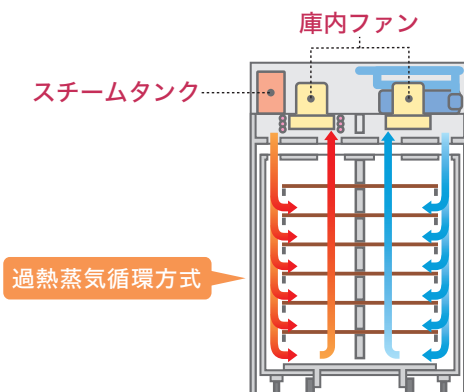 庫内ファン
スチームタンク
過熱蒸気循環方式